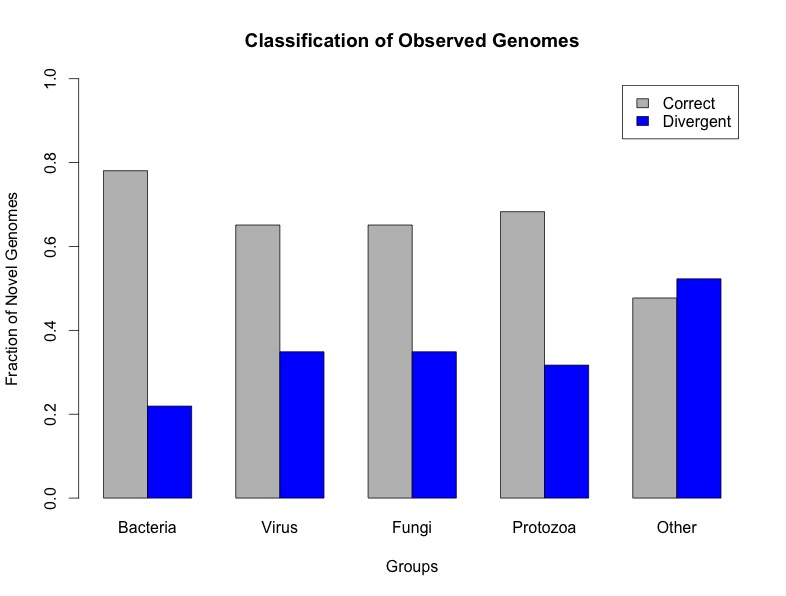 Classification of Observed Genomes
Correct
Divergent
Fraction of Novel Genomes
1.0
0.8
0.6
0.4
0.2
0.0
Bacteria Virus Fungi Protozoa Other
Groups